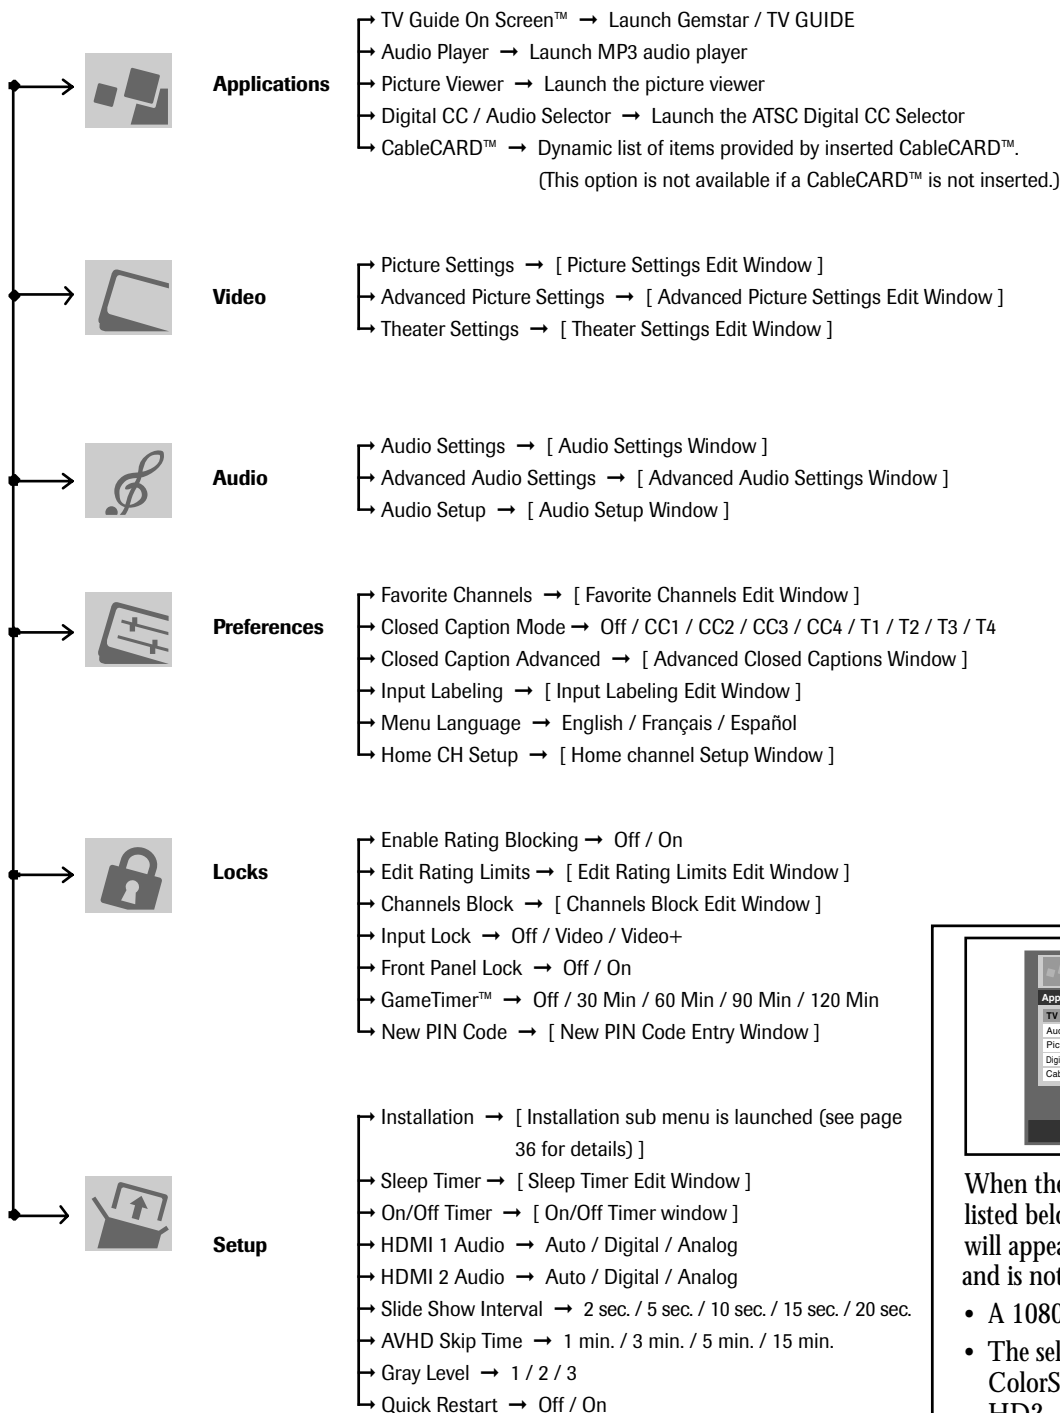 TV Guide On Screen™ → Launch Gemstar / TV GUIDE
Audio Player → Launch MP3 audio player
Applications
Picture Viewer → Launch the picture viewer
Digital CC / Audio Selector → Launch the ATSC Digital CC Selector
CableCARD™ → Dynamic list of items provided by inserted CableCARD™.
(This option is not available if a CableCARD™ is not inserted.)
Picture Settings → [ Picture Settings Edit Window ]
Video
Advanced Picture Settings → [ Advanced Picture Settings Edit Window ]
Theater Settings → [ Theater Settings Edit Window ]
Audio Settings → [ Audio Settings Window ]
Audio
Advanced Audio Settings → [ Advanced Audio Settings Window ]
Audio Setup → [ Audio Setup Window ]
Favorite Channels → [ Favorite Channels Edit Window ]
Preferences
Closed Caption Mode → Off / CC1 / CC2 / CC3 / CC4 / T1 / T2 / T3 / T4
Closed Caption Advanced → [ Advanced Closed Captions Window ]
Input Labeling → [ Input Labeling Edit Window ]
Menu Language → English / Français / Español
Home CH Setup → [ Home channel Setup Window ]
Enable Rating Blocking → Off / On
Locks
Edit Rating Limits → [ Edit Rating Limits Edit Window ]
Channels Block → [ Channels Block Edit Window ]
Input Lock → Off / Video / Video+
Front Panel Lock → Off / On
GameTimer™ → Off / 30 Min / 60 Min / 90 Min / 120 Min
New PIN Code → [ New PIN Code Entry Window ]
Installation → [ Installation sub menu is launched (see page
36 for details) ]
Sleep Timer → [ Sleep Timer Edit Window ]
On/Off Timer → [ On/Off Timer window ]
Setup
HDMI 1 Audio → Auto / Digital / Analog
HDMI 2 Audio → Auto / Digital / Analog
Slide Show Interval → 2 sec. / 5 sec. / 10 sec. / 15 sec. / 20 sec.
AVHD Skip Time → 1 min. / 3 min. / 5 min. / 15 min.
Gray Level → 1 / 2 / 3
Quick Restart → Off / On
App
TV
Aud
Pic
Digi
Cab
When the
listed belo
will appea
and is not
• A 1080
• The sel
ColorS
HD2